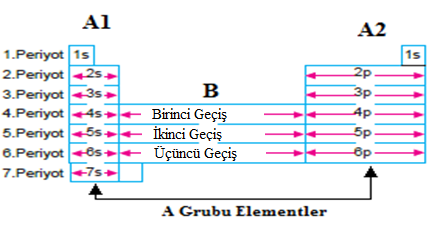 A1 A2
1.Periyot 1s 1s
2.Periyot 2s B 2p
3.Periyot 3s 3p
4.Periyot 4s Birinci Geçiş 4p
5.Periyot 5s İkinci Geçiş 5p
6.Periyot 6s Üçüncü Geçiş 6p
7.Periyot 7s
A Grubu Elementler